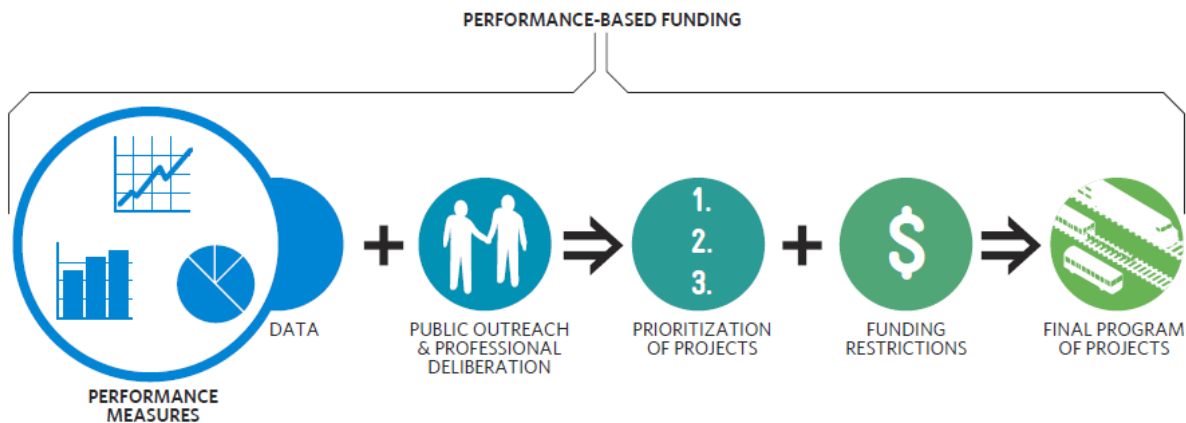 PERFORMANCE-BASED FUNDING
1.
2.
3.
$
DATA
PUBLIC OUTREACH
& PROFESSIONAL
DELIBERATION
PRIORITIZATION
OF PROJECTS
FUNDING
RESTRICTIONS
FINAL PROGRAM
OF PROJECTS
PERFORMANCE
MEASURES